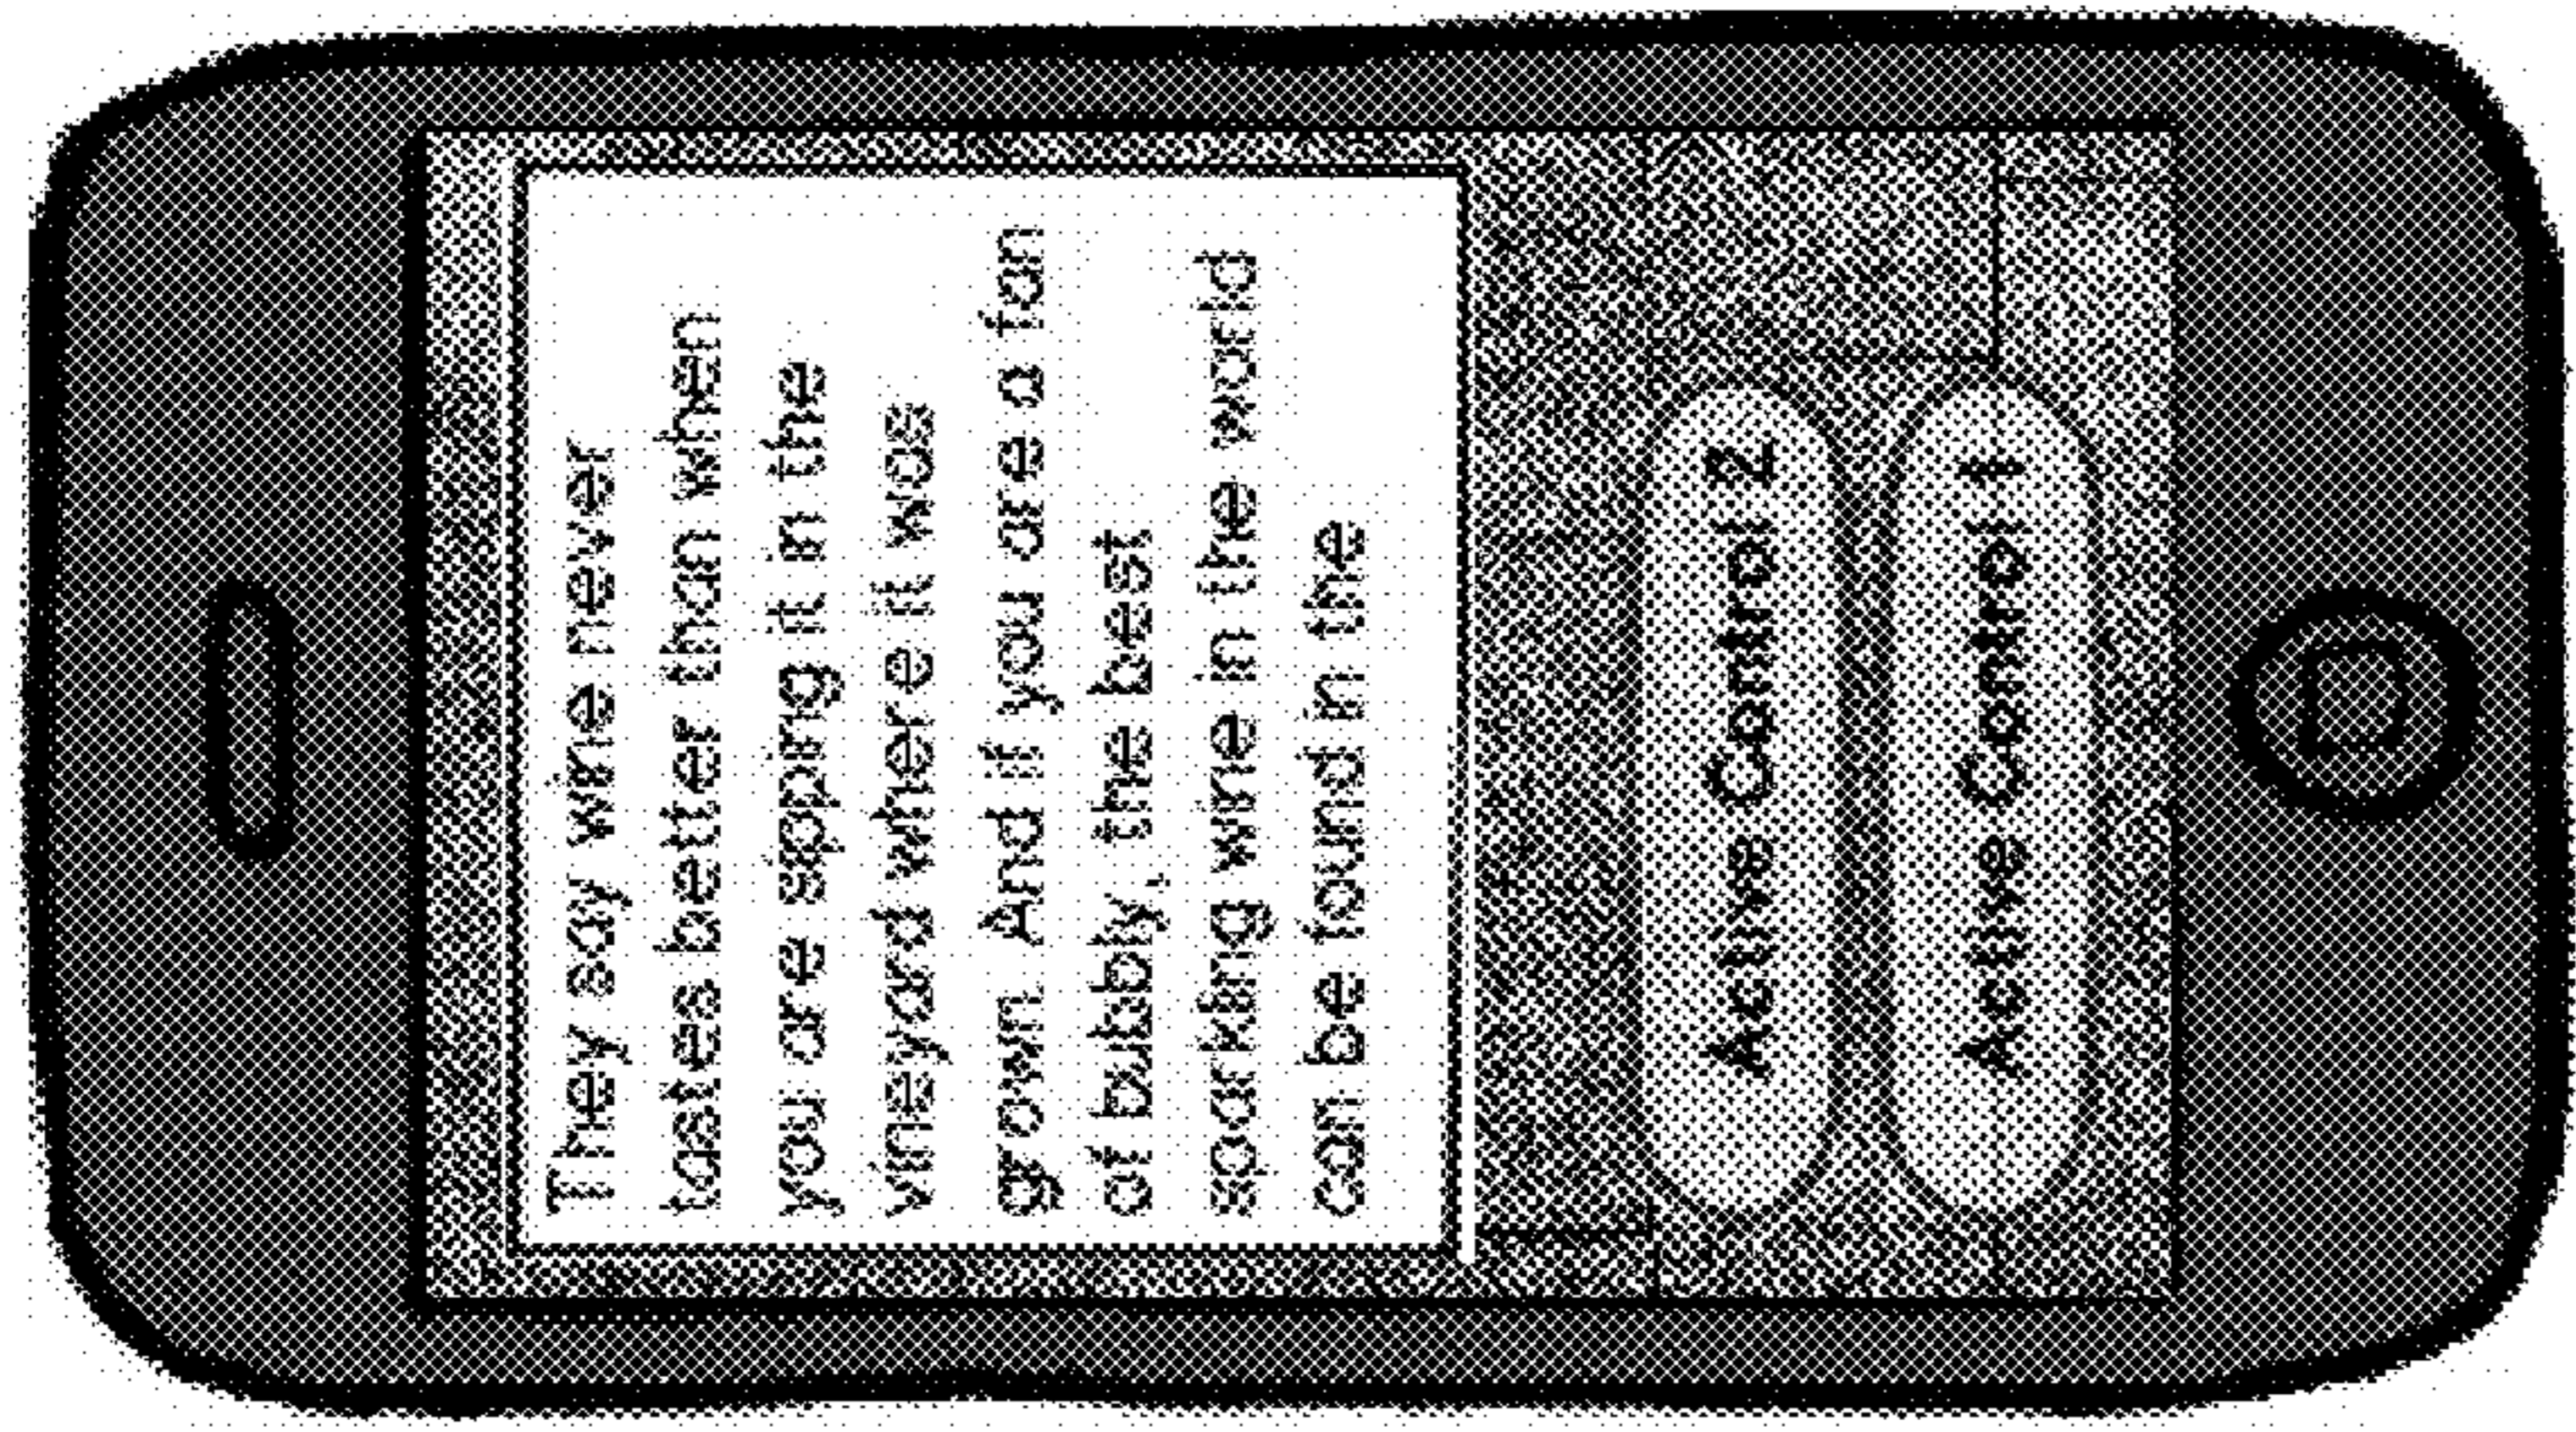 They say wine never
tastes better than when
you are sipping it in the
vineyard where it was
grown. And if you are a fan
of bubbly, the best
sparkling wine in the world
can be found in the
Active Control 2
Active Control 1